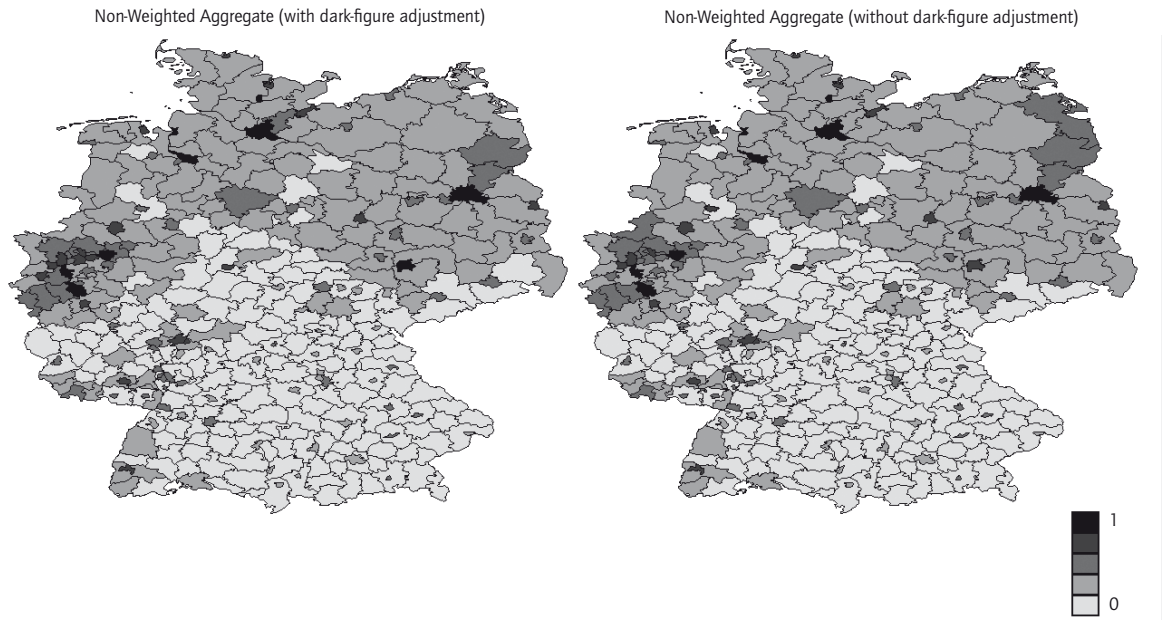 Non-Weighted Aggregate (with dark-figure adjustment)
Non-Weighted Aggregate (without dark-figure adjustment)
1
0